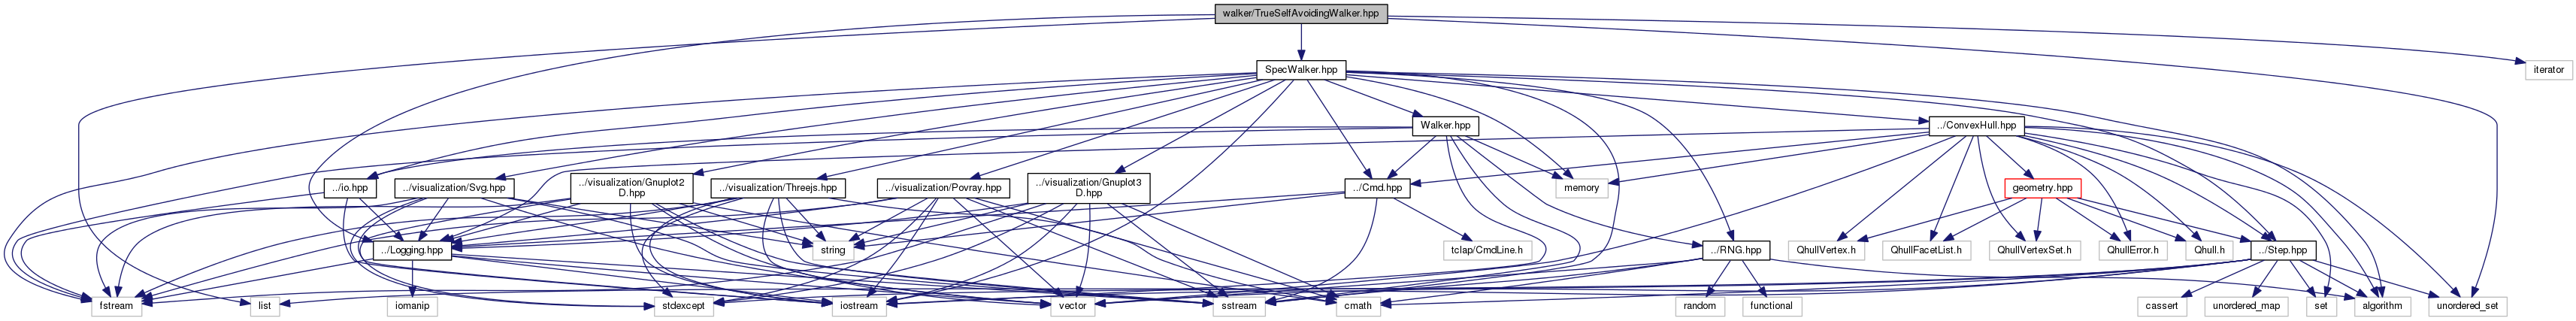 walker/TrueSelfAvoidingWalker.hpp
SpecWalker.hpp
iterator
Walker.hpp
../ConvexHull.hpp
../io.hpp
../visualization/Svg.hpp
../visualization/Gnuplot2
D.hpp
../visualization/Threejs.hpp
../visualization/Povray.hpp
../visualization/Gnuplot3
D.hpp
../Cmd.hpp
memory
geometry.hpp
../Logging.hpp
string
tclap/CmdLine.h
../RNG.hpp
QhullVertex.h
QhullFacetList.h
QhullVertexSet.h
QhullError.h
Qhull.h
../Step.hpp
fstream
list
iomanip
stdexcept
iostream
vector
sstream
cmath
random
functional
cassert
unordered_map
set
algorithm
unordered_set